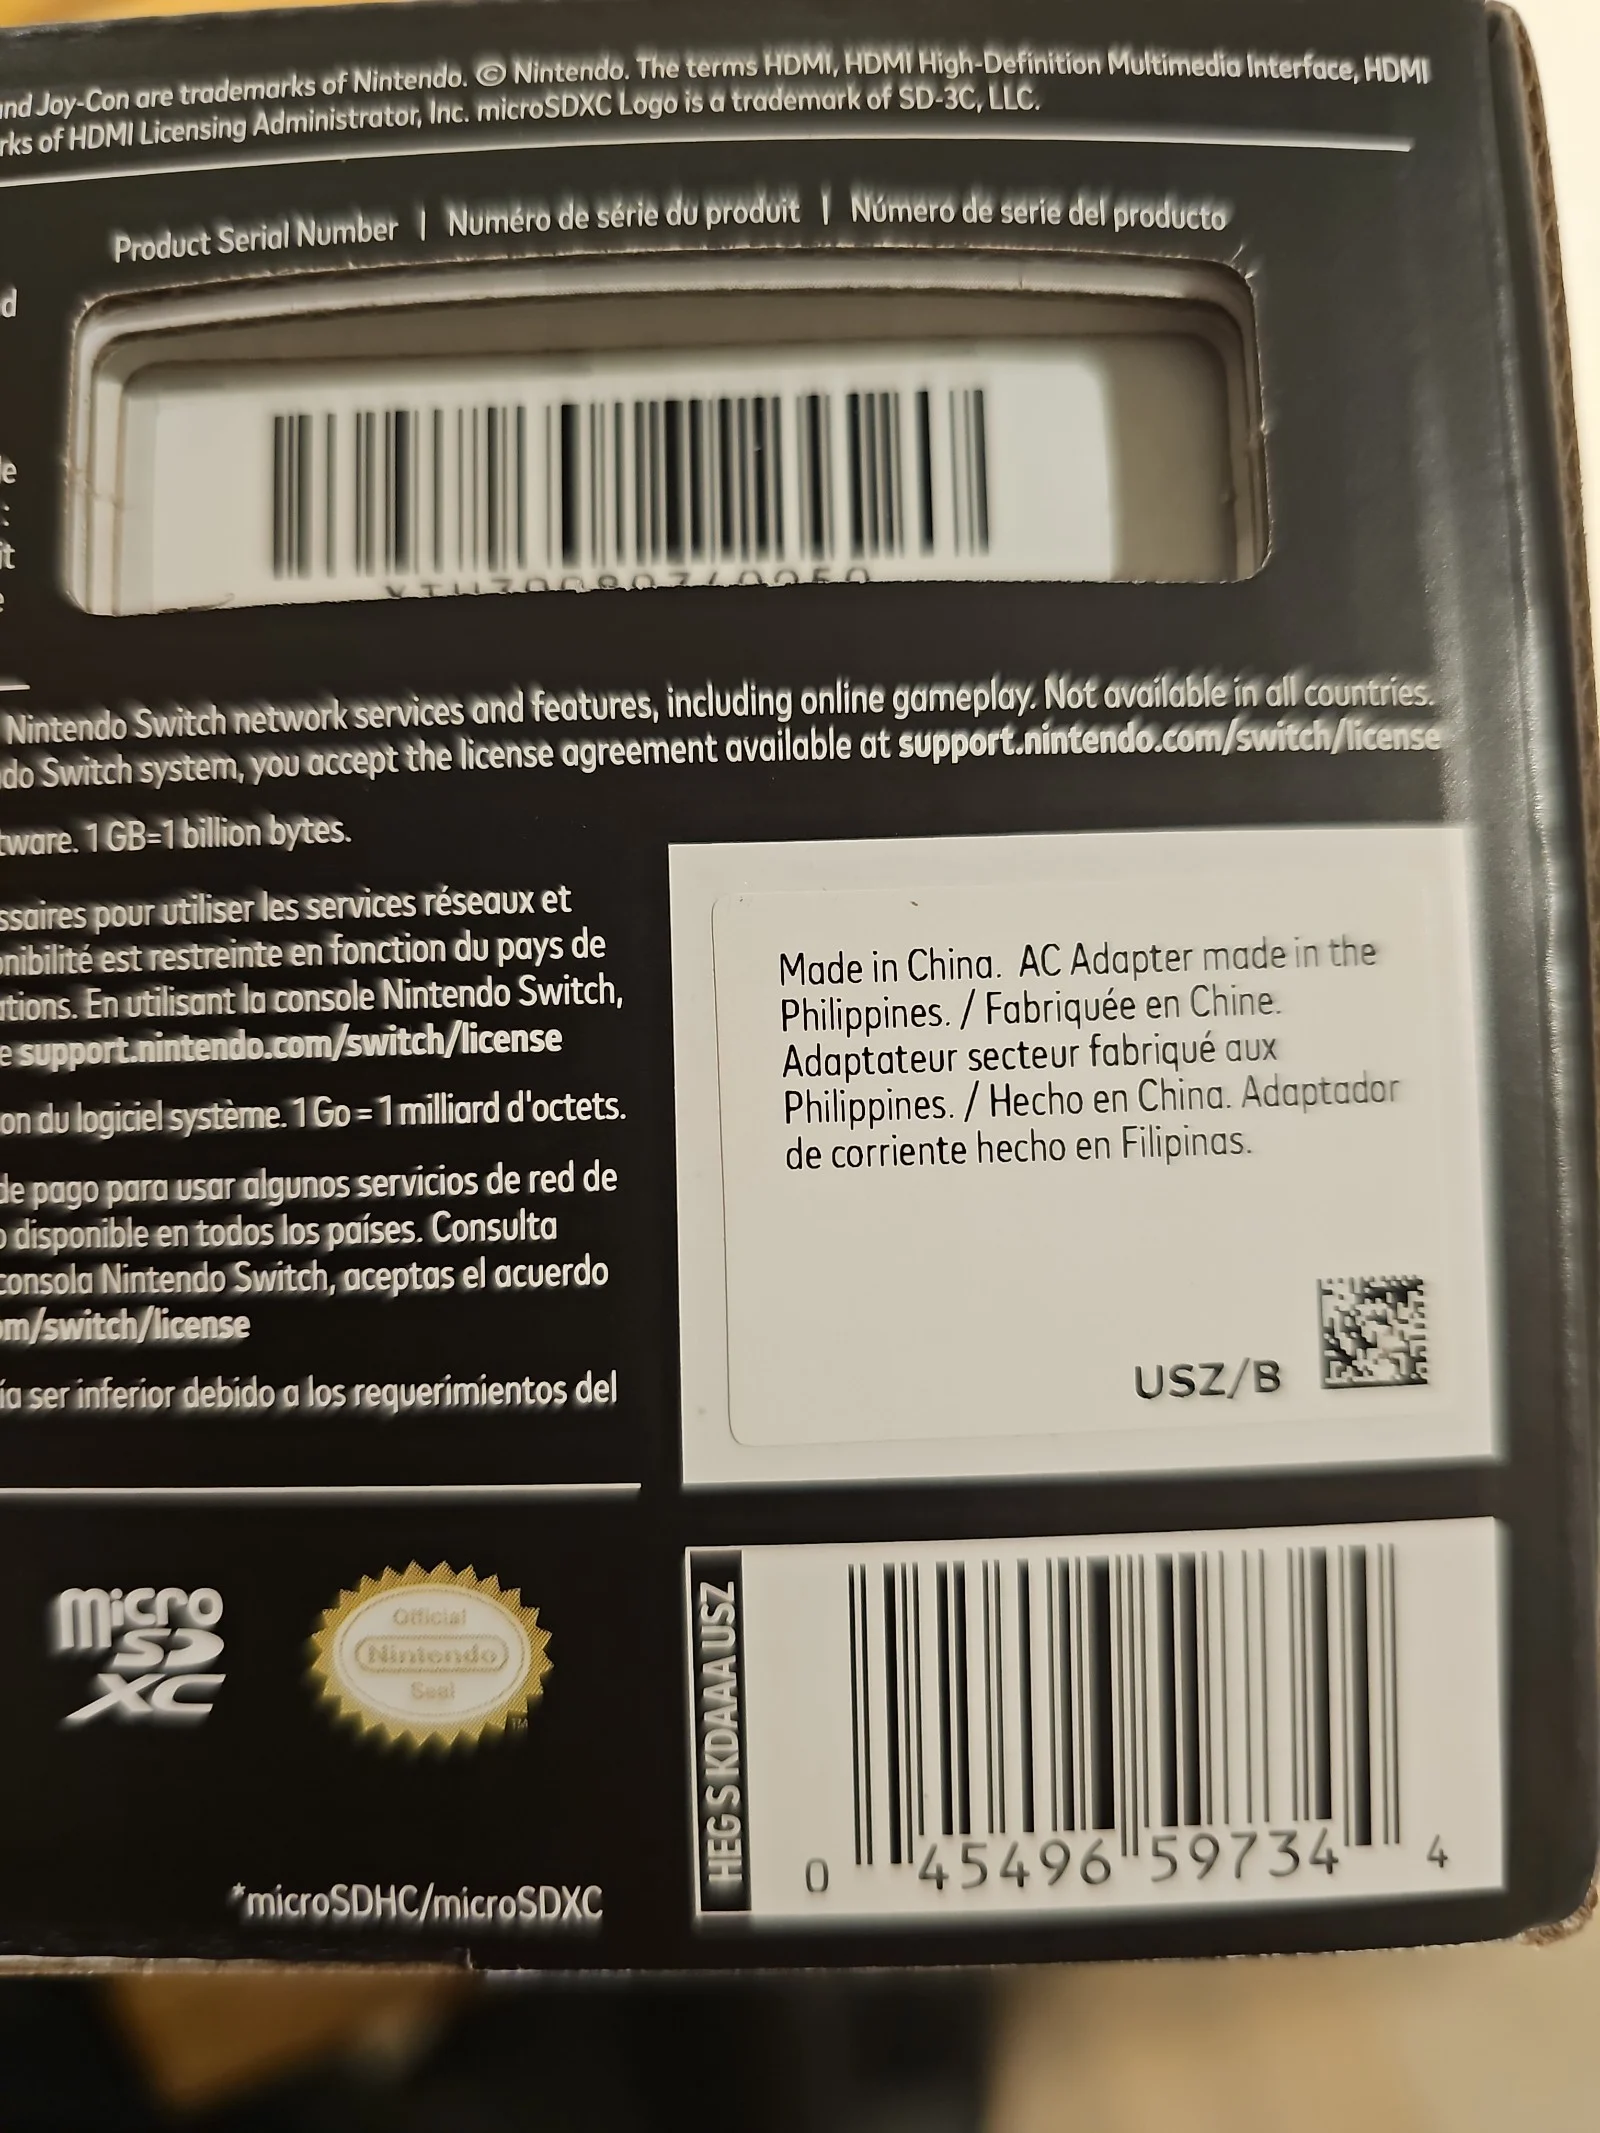 and Joy-Con are trademarks of Nintendo. © Nintendo. The terms HDMI, HDMI High-Definition Multimedia Interface, HDMI
of HDMI Licensing Administrator, Inc. microSDXC Logo is a trademark of SD-3C, LLC.
Product Serial Number | Numéro de série du produit | Número de serie del producto
Nintendo Switch network services and features, including online gameplay. Not available in all countries.
Switch system, you accept the license agreement available at support.nintendo.com/switch/license
1 GB=1 billion bytes.
pour utiliser les services réseaux et
est restreinte en fonction du pays de
En utilisant la console Nintendo Switch,
support.nintendo.com/switch/license
du logiciel système. 1 Go = 1 milliard d'octets.
de pago para usar algunos servicios de red de
disponible en todos los países. Consulta
consola Nintendo Switch, aceptas el acuerdo
m/switch/license
ser inferior debido a los requerimientos del
Made in China. AC Adapter made in the
Philippines. / Fabriquée en Chine.
Adaptateur secteur fabriqué aux
Philippines. / Hecho en China. Adaptador
de corriente hecho en Filipinas.
USZ/B
micro
SD
XC
Official
Nintendo
Seal
TM
*microSDHC/microSDXC
HEG S KDAAA USZ
0 45496 59734 4